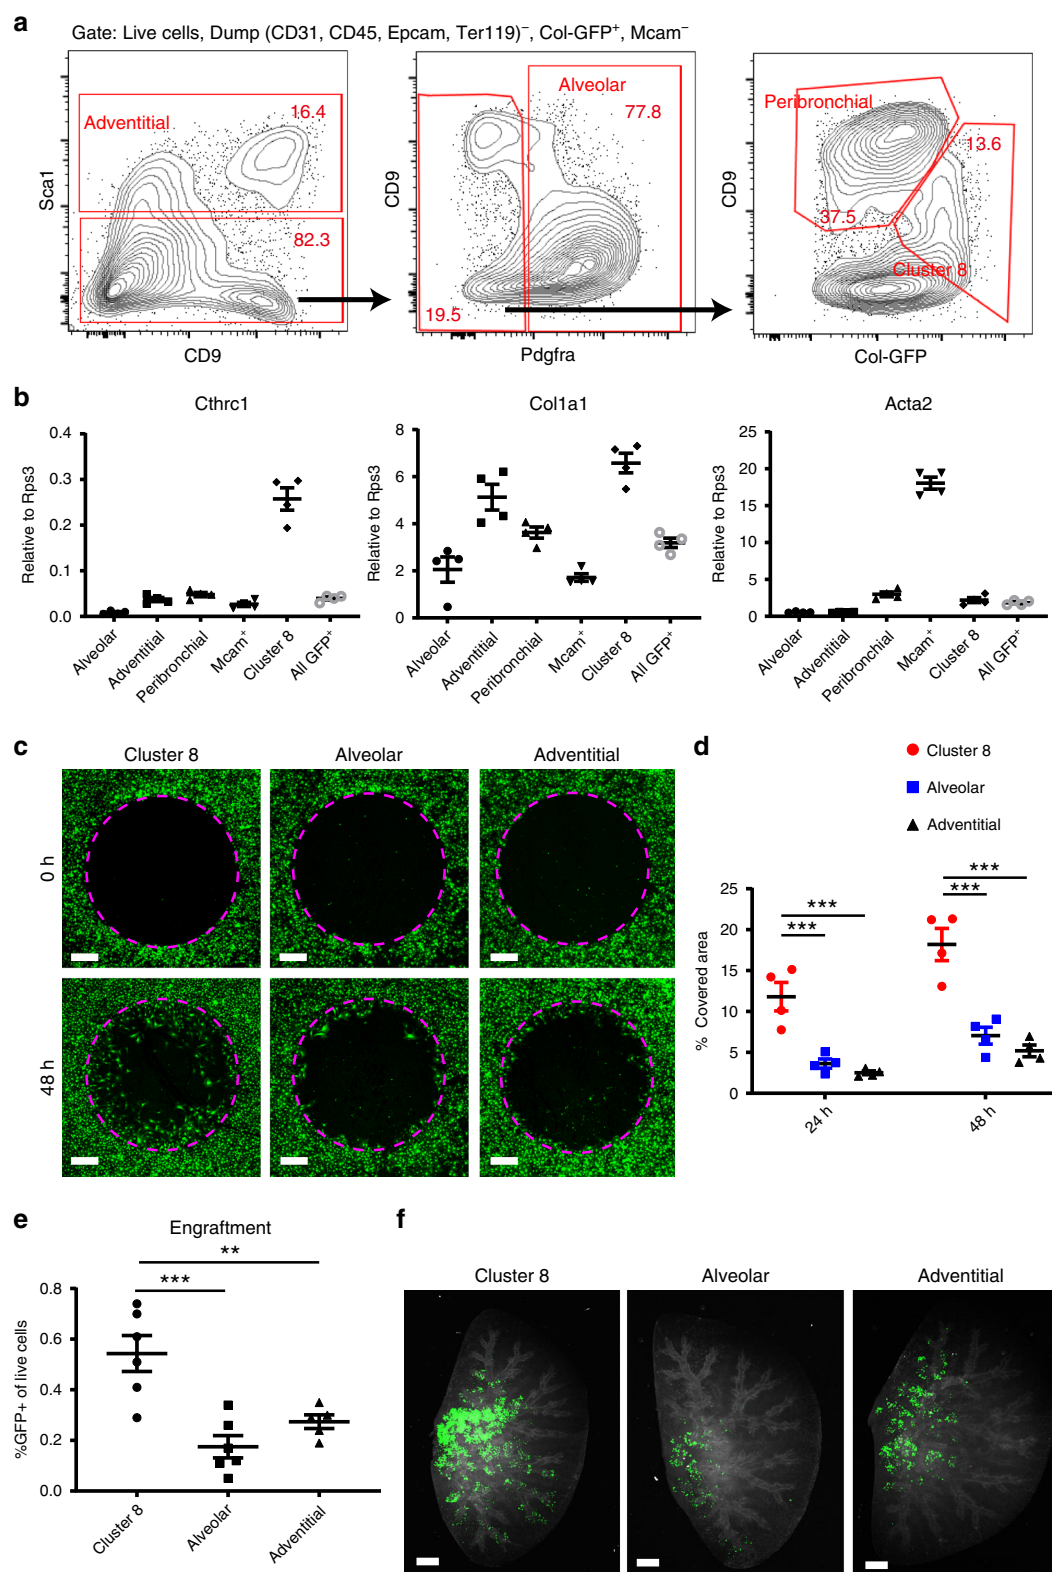 a
Gate: Live cells, Dump (CD31, CD45, Epcam, Ter119)⁻, Col-GFP⁺, Mcam⁻
Adventitial
16.4
82.3
Sca1
CD9
Alveolar
77.8
19.5
CD9
Pdgfra
Peribronchial
13.6
37.5
Cluster 8
CD9
Col-GFP
b
Cthrc1
Relative to Rps3
0.4
0.3
0.2
0.1
0.0
Alveolar
Adventitial
Peribronchial
Mcam⁺
Cluster 8
All GFP⁺
Col1a1
Relative to Rps3
8
6
4
2
0
Alveolar
Adventitial
Peribronchial
Mcam⁺
Cluster 8
All GFP⁺
Acta2
Relative to Rps3
25
20
15
10
5
0
Alveolar
Adventitial
Peribronchial
Mcam⁺
Cluster 8
All GFP⁺
c
Cluster 8
Alveolar
Adventitial
0 h
48 h
d
Cluster 8
Alveolar
Adventitial
% Covered area
25
20
15
10
5
0
***
***
***
***
24 h
48 h
e
Engraftment
**
***
%GFP+ of live cells
0.8
0.6
0.4
0.2
0.0
Cluster 8
Alveolar
Adventitial
f
Cluster 8
Alveolar
Adventitial